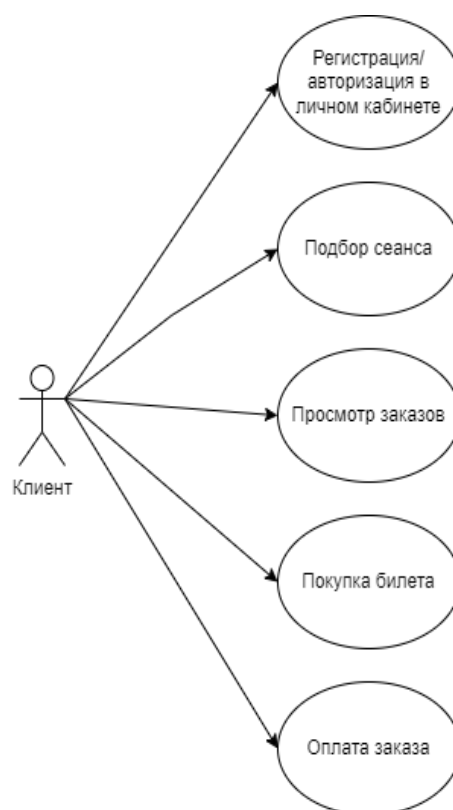 Регистрация/
авторизация в
личном кабинете
Подбор сеанса
Просмотр заказов
Клиент
Покупка билета
Оплата заказа